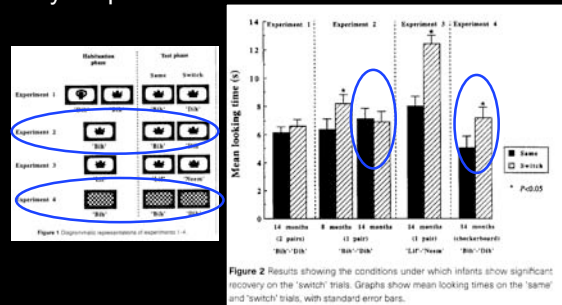 Habituation
phase
Test phase
Same Switch
Experiment 1
'Bih' 'Dih'
Experiment 2
'Bih' 'Bih' 'Dih'
Experiment 3
'Lif' 'Lif' 'Neem'
Experiment 4
'Bih' 'Bih' 'Dih'
Figure 1 Diagrammatic representations of experiments 1-4
Experiment 1 Experiment 2 Experiment 3 Experiment 4
Mean looking time (s)
14
12
10
8
6
4
2
0
* * *
Same
Switch
* P<0.05
14 months 8 months 14 months 14 months 14 months
(2 pairs) (1 pair) (1 pair) (checkerboard)
'Bih'-'Dih' 'Bih'-'Dih' 'Lif'-'Neem' 'Bih'-'Dih'
Figure 2 Results showing the conditions under which infants show significant
recovery on the 'switch' trials. Graphs show mean looking times on the 'same'
and 'switch' trials, with standard error bars.